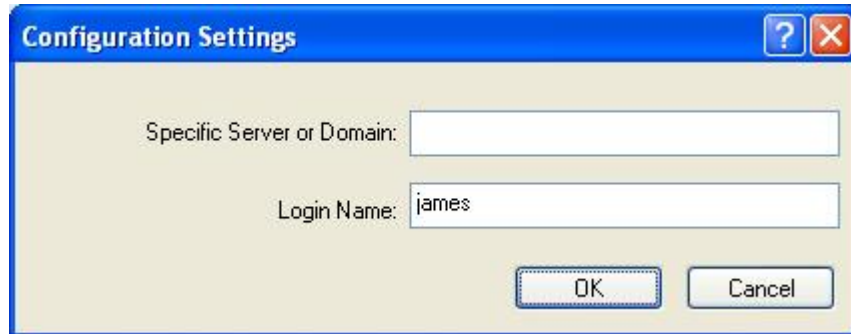 Configuration Settings
?
Specific Server or Domain:
Login Name: james
OK Cancel